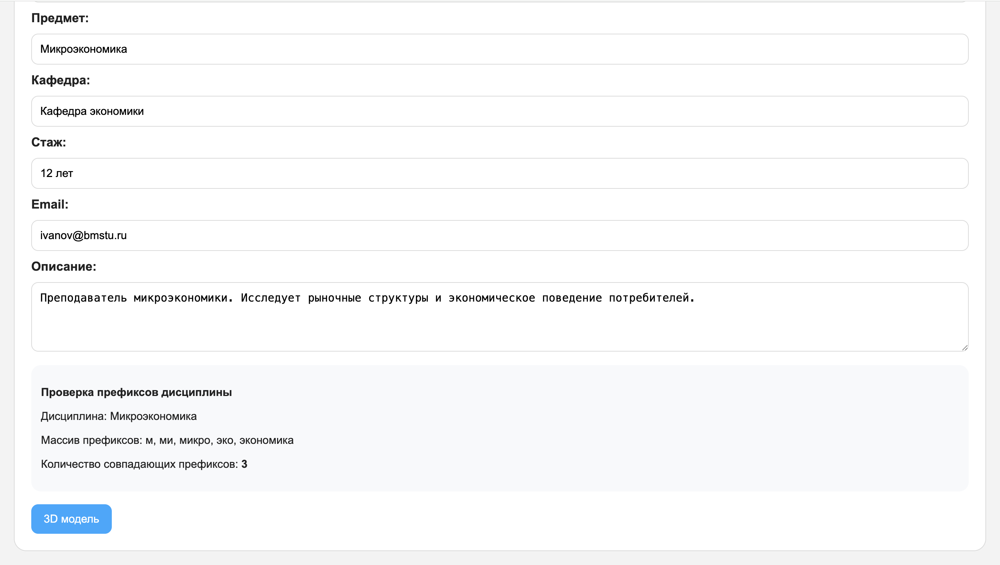 Предмет:
Микроэкономика
Кафедра:
Кафедра экономики
Стаж:
12 лет
Email:
ivanov@bmstu.ru
Описание:
Преподаватель микроэкономики. Исследует рыночные структуры и экономическое поведение потребителей.
Проверка префиксов дисциплины
Дисциплина: Микроэкономика
Массив префиксов: м, ми, микро, эко, экономика
Количество совпадающих префиксов: 3
3D модель